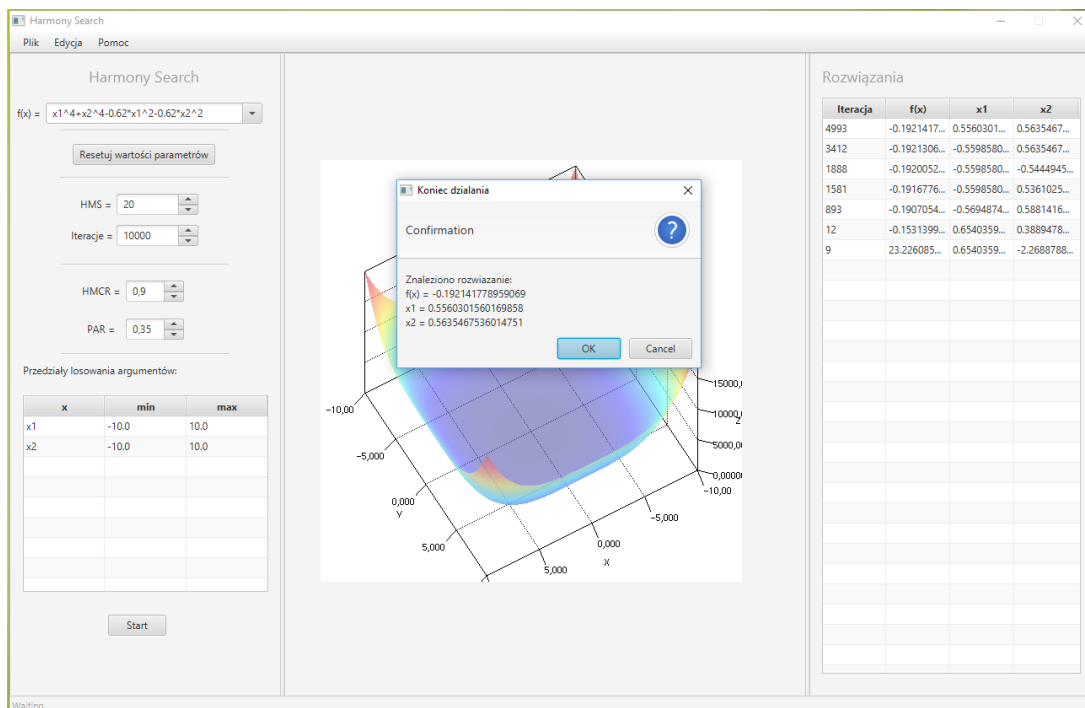 Harmony Search
Plik Edycja Pomoc
Harmony Search
f(x) = x1^4+x2^4-0.62*x1^2-0.62*x2^2
Resetuj wartości parametrów
HMS = 20
Iteracje = 10000
HMCR = 0,9
PAR = 0,35
Przedziały losowania argumentów:
x min max
x1 -10.0 10.0
x2 -10.0 10.0
Start
Waiting
Koniec dzialania
Confirmation
?
Znaleziono rozwiazanie:
f(x) = -0.192141778959069
x1 = 0.5560301560169858
x2 = 0.5635467536014751
OK Cancel
-10,00
-5,000
0,000
Y
5,000
5,000
X
0,000
-5,000
-10,00
0,0000
5000,0
10000,
15000,
Z
Rozwiązania
Iteracja f(x) x1 x2
4993 -0.1921417... 0.5560301... 0.5635467...
3412 -0.1921306... -0.5598580... 0.5635467...
1888 -0.1920052... -0.5598580... -0.5444945...
1581 -0.1916776... -0.5598580... 0.5361025...
893 -0.1907054... -0.5694874... 0.5881416...
12 -0.1531399... 0.6540359... 0.3889478...
9 23.226085... 0.6540359... -2.2688788...